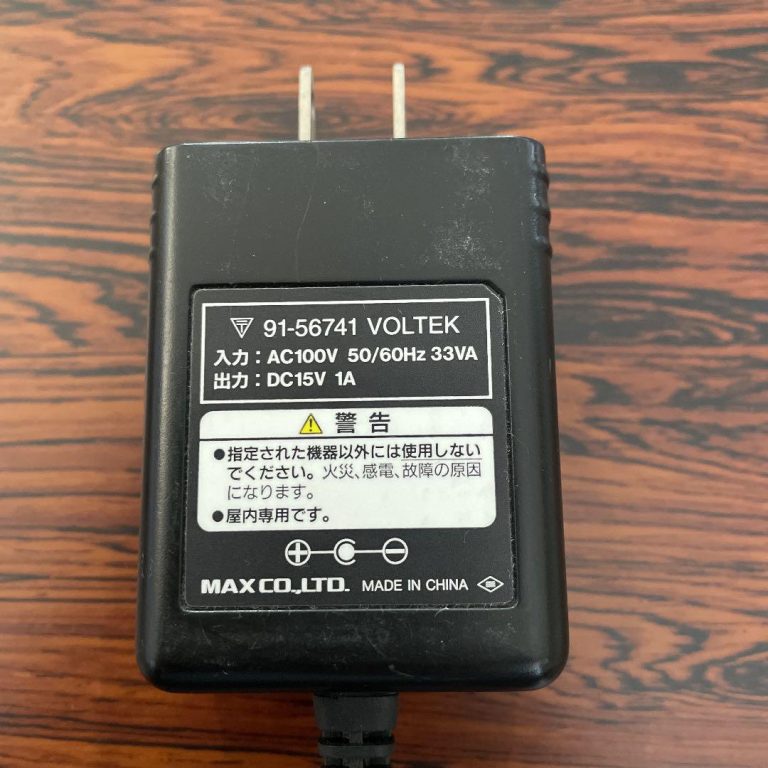 91-56741 VOLTEK
入力：AC100V 50/60Hz 33VA
出力：DC15V 1A
警告
●指定された機器以外には使用しない
でください。火災、感電、故障の原因
になります。
●屋内専用です。
MAX CO.,LTD. MADE IN CHINA